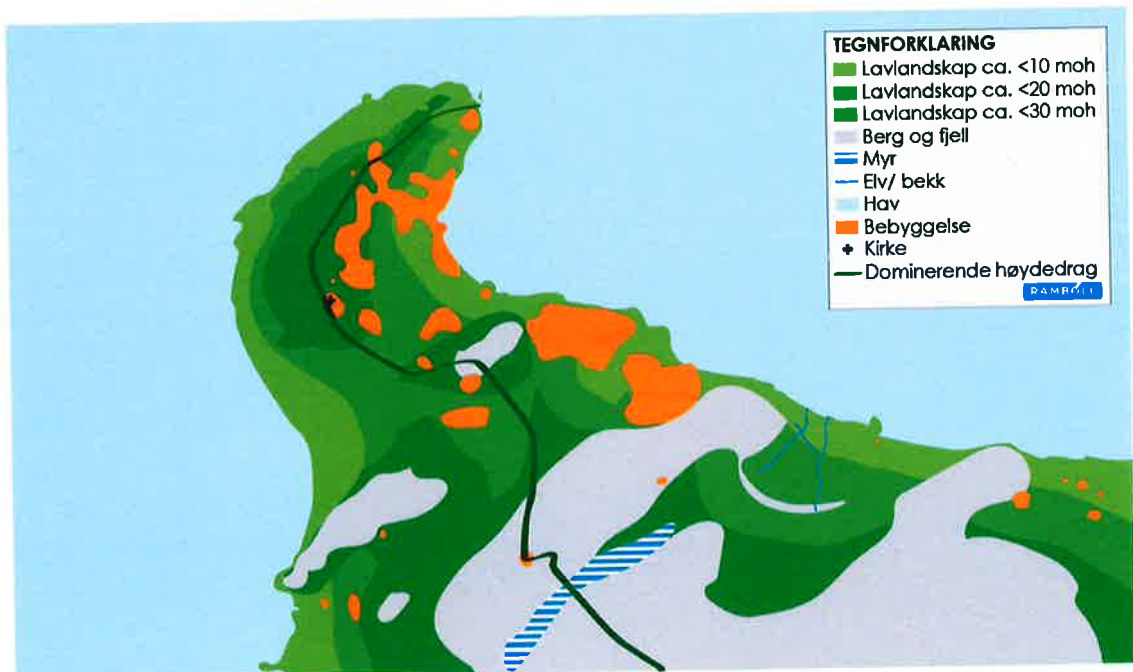 TEGNFORKLARING
Lavlandskap ca. <10 moh
Lavlandskap ca. <20 moh
Lavlandskap ca. <30 moh
Berg og fjell
Myr
Elv/ bekk
Hav
Bebyggelse
Kirke
Dominerende høydedrag
RAMBOLL